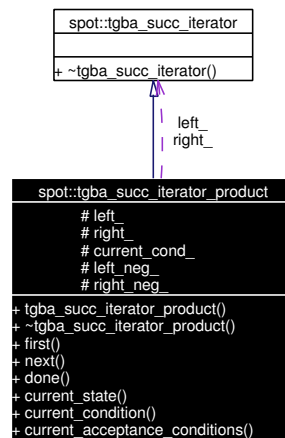 spot::tgba_succ_iterator
+ ~tgba_succ_iterator()
left_
right_
spot::tgba_succ_iterator_product
# left_
# right_
# current_cond_
# left_neg_
# right_neg_
+ tgba_succ_iterator_product()
+ ~tgba_succ_iterator_product()
+ first()
+ next()
+ done()
+ current_state()
+ current_condition()
+ current_acceptance_conditions()